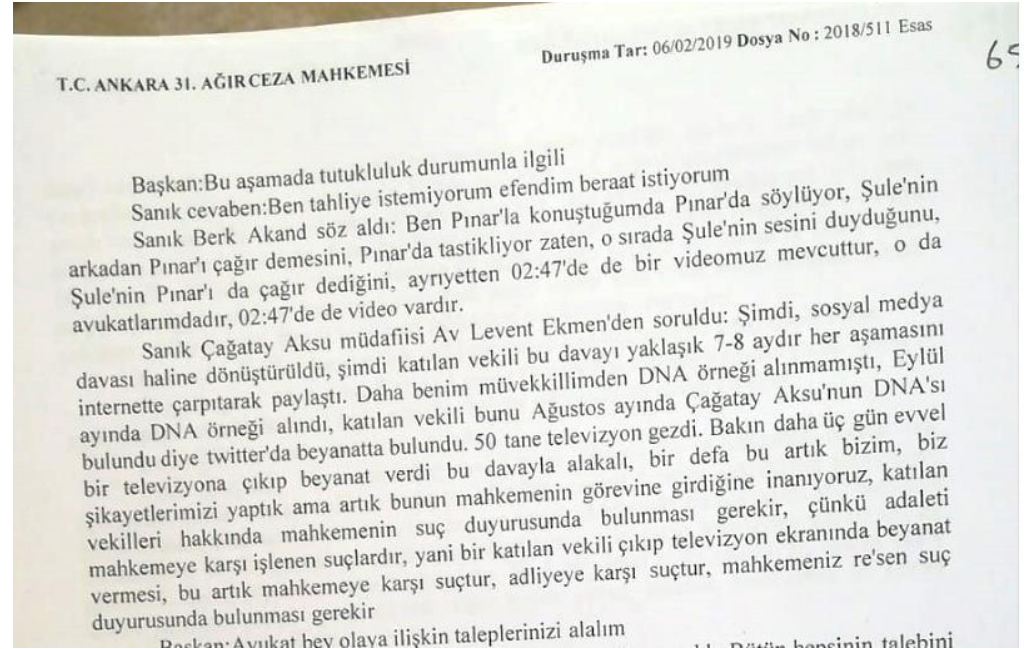 Duruşma Tar: 06/02/2019 Dosya No : 2018/511 Esas
65
T.C. ANKARA 31. AĞIR CEZA MAHKEMESİ
Başkan:Bu aşamada tutukluluk durumunla ilgili
Sanık cevaben:Ben tahliye istemiyorum efendim beraat istiyorum
Sanık Berk Akand söz aldı: Ben Pınar'la konuştuğumda Pınar'da söylüyor, Şule'nin
arkadan Pınar'ı çağır demesini, Pınar'da tastikliyor zaten, o sırada Şule'nin sesini duyduğunu,
Şule'nin Pınar'ı da çağır dediğini, ayrıyetten 02:47'de de bir videomuz mevcuttur, o da
avukatlarımdadır, 02:47'de de video vardır.
Sanık Çağatay Aksu müdafiisi Av Levent Ekmen'den soruldu: Şimdi, sosyal medya
davası haline dönüştürüldü, şimdi katılan vekili bu davayı yaklaşık 7-8 aydır her aşamasını
internette çarpıtarak paylaştı. Daha benim müvekkillimden DNA örneği alınmamıştı, Eylül
ayında DNA örneği alındı, katılan vekili bunu Ağustos ayında Çağatay Aksu'nun DNA'sı
bulundu diye twitter'da beyanatta bulundu. 50 tane televizyon gezdi. Bakın daha üç gün evvel
bir televizyona çıkıp beyanat verdi bu davayla alakalı, bir defa bu artık bizim, biz
şikayetlerimizi yaptık ama artık bunun mahkemenin görevine girdiğine inanıyoruz, katılan
vekilleri hakkında mahkemenin suç duyurusunda bulunması gerekir, çünkü adaleti
mahkemeye karşı işlenen suçlardır, yani bir katılan vekili çıkıp televizyon ekranında beyanat
vermesi, bu artık mahkemeye karşı suçtur, adliyeye karşı suçtur, mahkemeniz re'sen suç
duyurusunda bulunması gerekir
Başkan:Avukat bey olaya ilişkin taleplerinizi alalım
hepsinin talebini